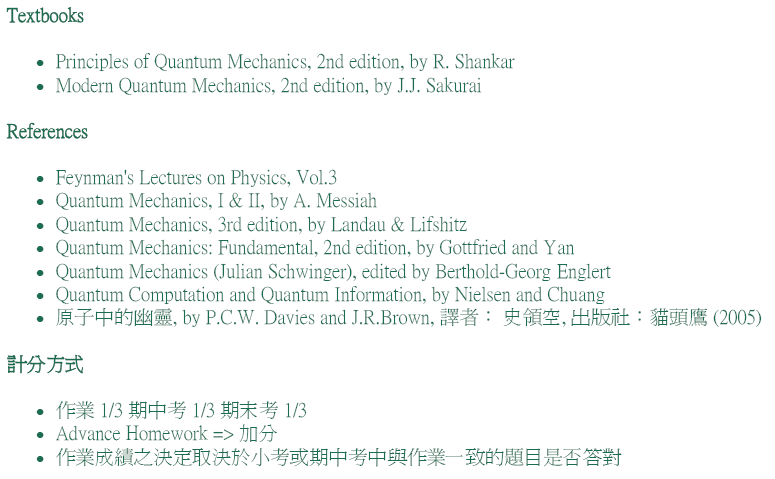 Textbooks
Principles of Quantum Mechanics, 2nd edition, by R. Shankar
Modern Quantum Mechanics, 2nd edition, by J.J. Sakurai
References
Feynman's Lectures on Physics, Vol.3
Quantum Mechanics, I & II, by A. Messiah
Quantum Mechanics, 3rd edition, by Landau & Lifshitz
Quantum Mechanics: Fundamental, 2nd edition, by Gottfried and Yan
Quantum Mechanics (Julian Schwinger), edited by Berthold-Georg Englert
Quantum Computation and Quantum Information, by Nielsen and Chuang
原子中的幽靈, by P.C.W. Davies and J.R.Brown, 譯者： 史領空, 出版社：貓頭鷹 (2005)
計分方式
作業 1/3 期中考 1/3 期末考 1/3
Advance Homework => 加分
作業成績之決定取決於小考或期中考中與作業一致的題目是否答對